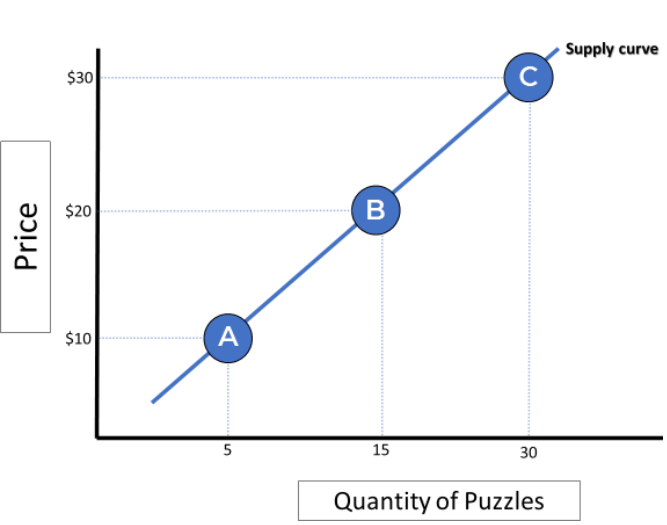 Supply curve
$30
C
Price
$20
B
$10
A
5
15
30
Quantity of Puzzles